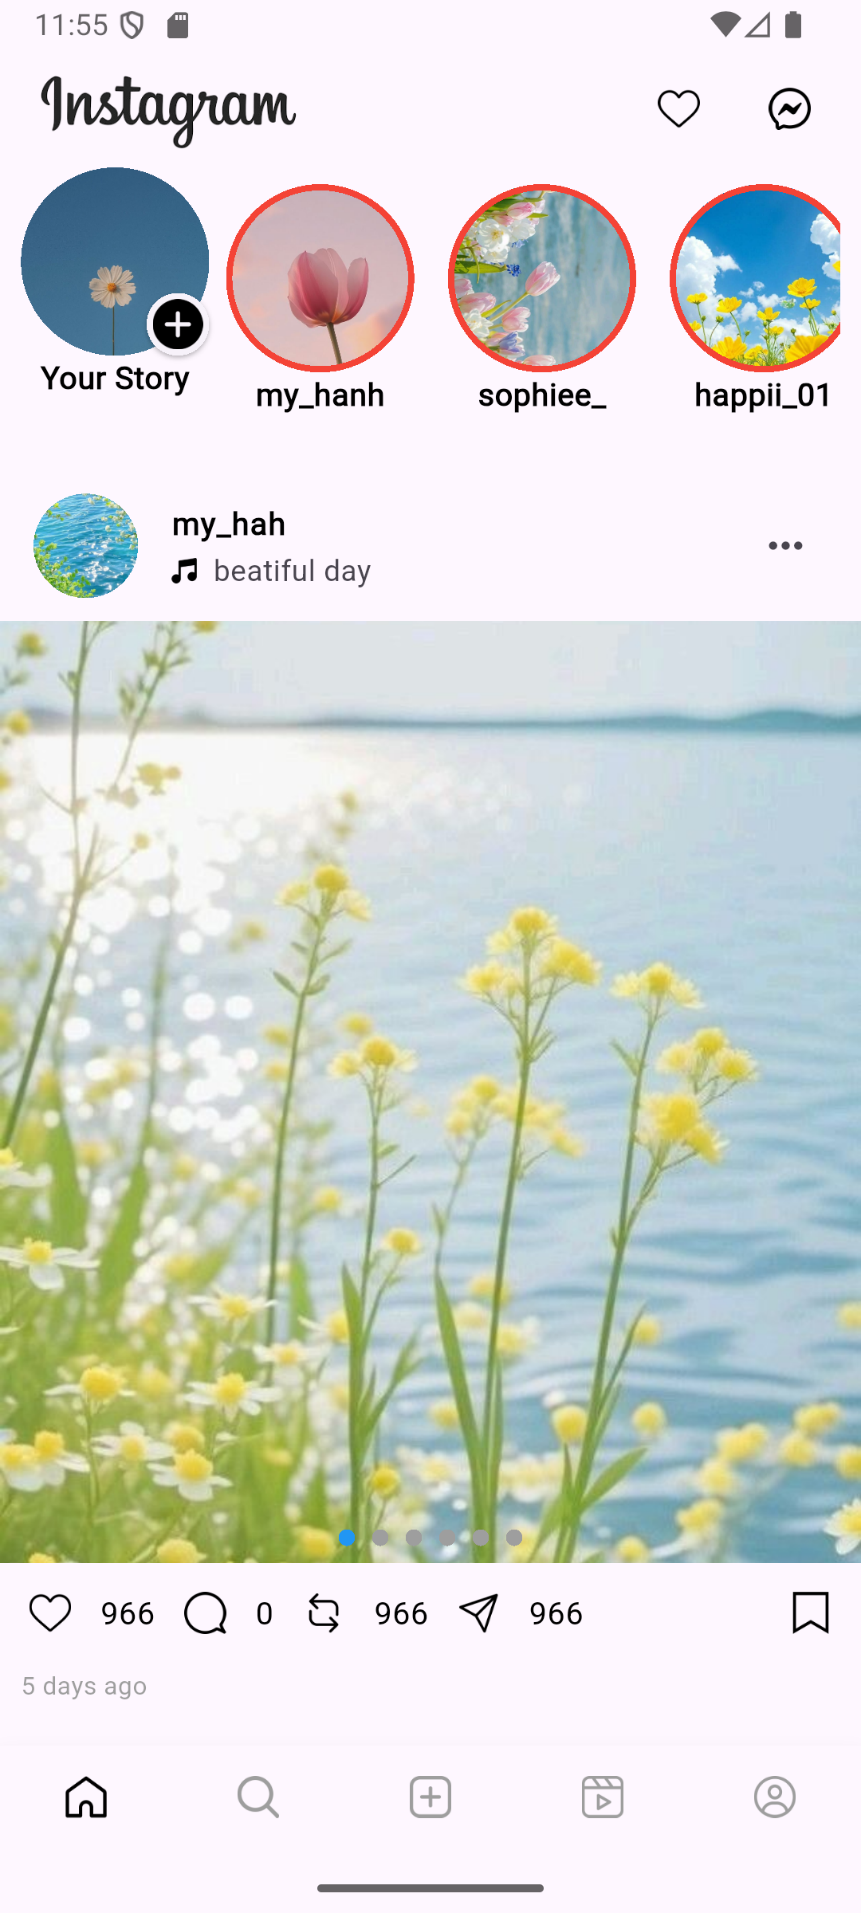 11:55
Instagram
Your Story
my_hanh
sophiee_
happii_01
my_hah
beatiful day
966 0 966 966
5 days ago